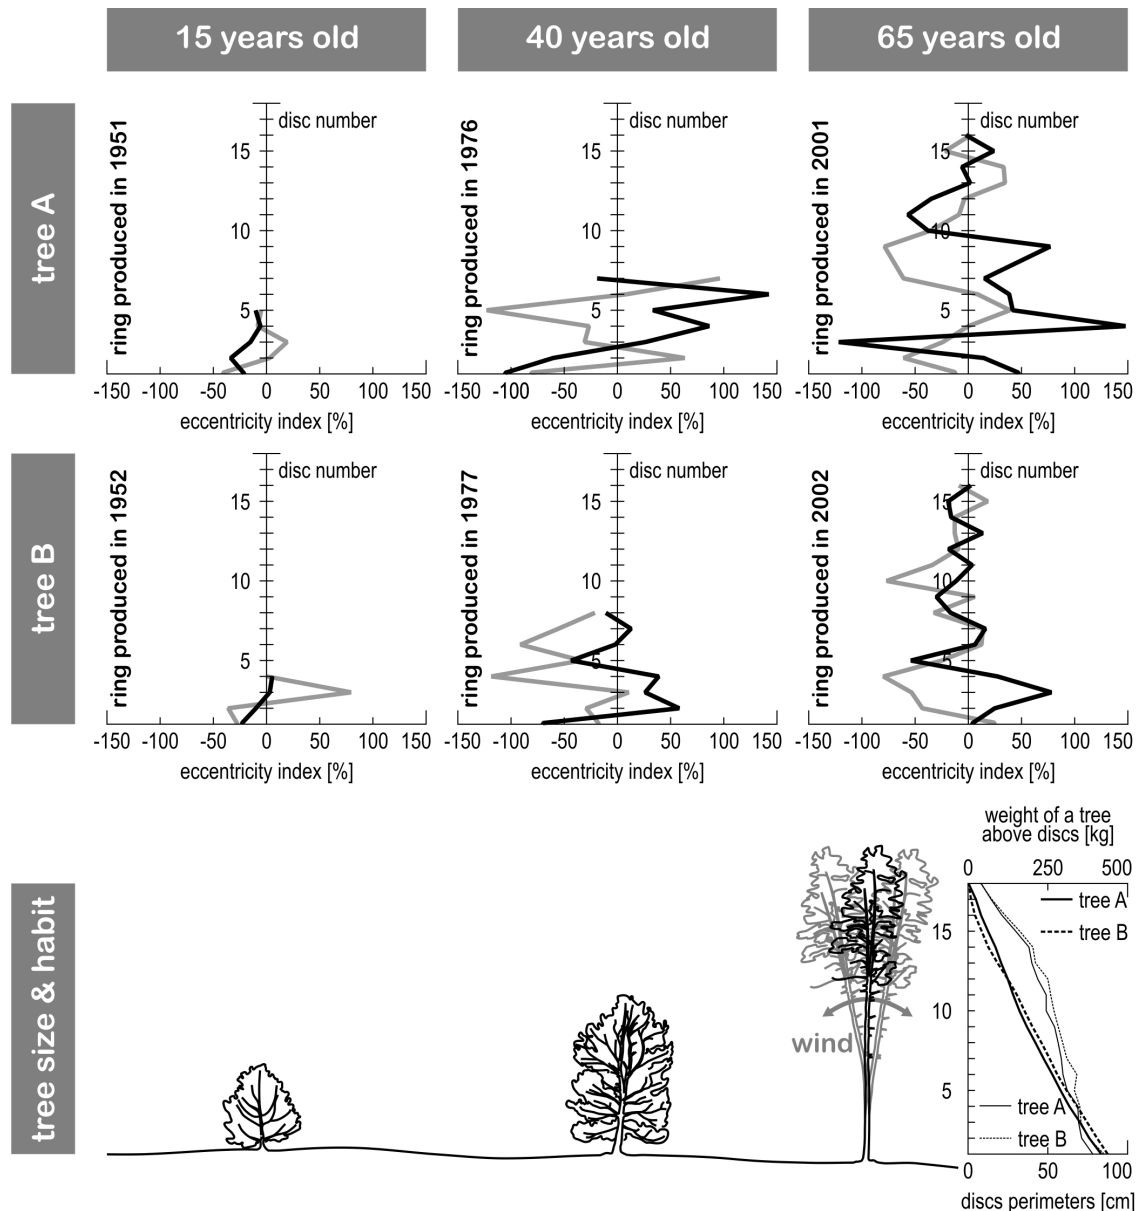 15 years old
40 years old
65 years old
tree A
ring produced in 1951
disc number
15
10
5
-150 -100 -50 0 50 100 150
eccentricity index [%]
ring produced in 1976
disc number
15
10
5
-100 -50 0 50 100 150
eccentricity index [%]
ring produced in 2001
disc number
15
10
5
-100 -50 0 50 100 150
eccentricity index [%]
tree B
ring produced in 1952
disc number
15
10
5
-150 -100 -50 0 50 100 150
eccentricity index [%]
ring produced in 1977
disc number
15
10
5
-100 -50 0 50 100 150
eccentricity index [%]
ring produced in 2002
disc number
15
10
5
-100 -50 0 50 100 150
eccentricity index [%]
tree size & habit
wind
weight of a tree
above discs [kg]
0 250 500
tree A
tree B
15
10
5
tree A
tree B
0 50 100
discs perimeters [cm]